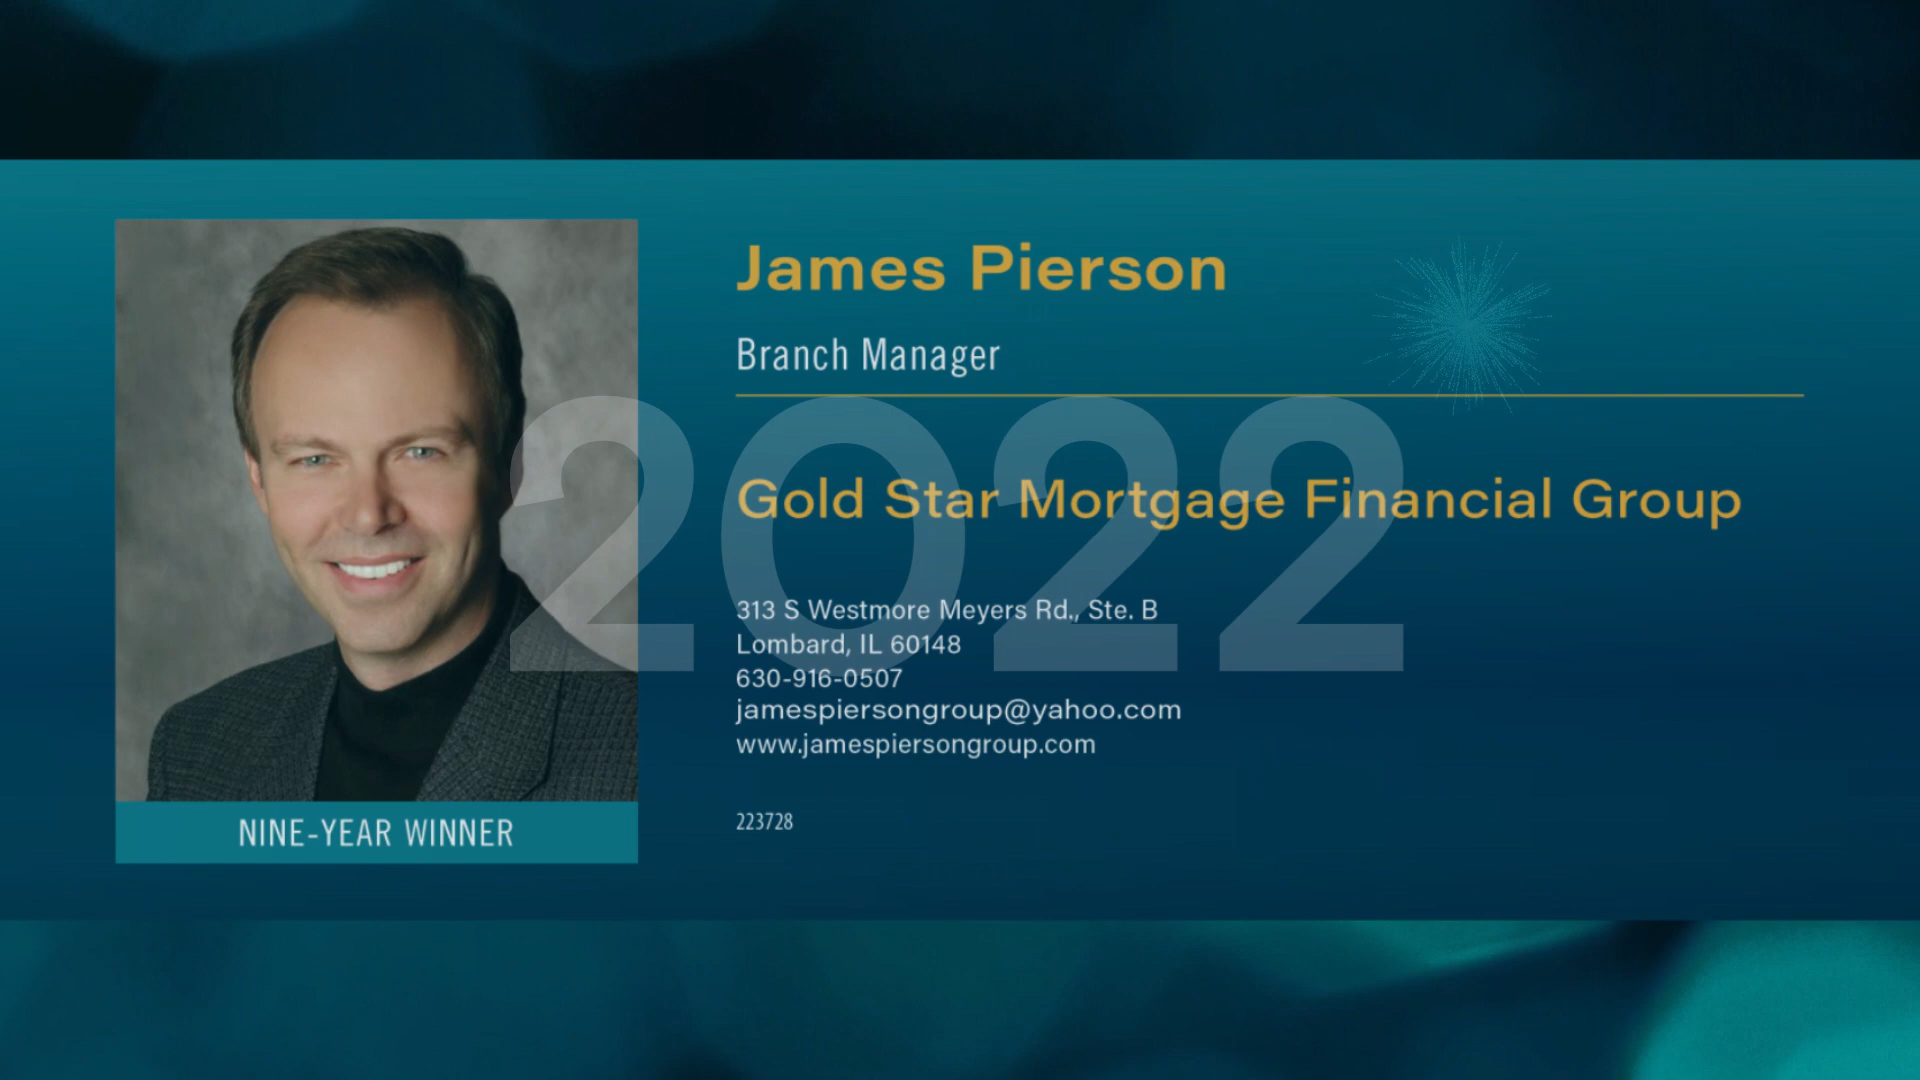 James Pierson
Branch Manager
2022
Gold Star Mortgage Financial Group
313 S Westmore Meyers Rd., Ste. B
Lombard, IL 60148
630-916-0507
jamespiersongroup@yahoo.com
www.jamespiersongroup.com
223728
NINE-YEAR WINNER